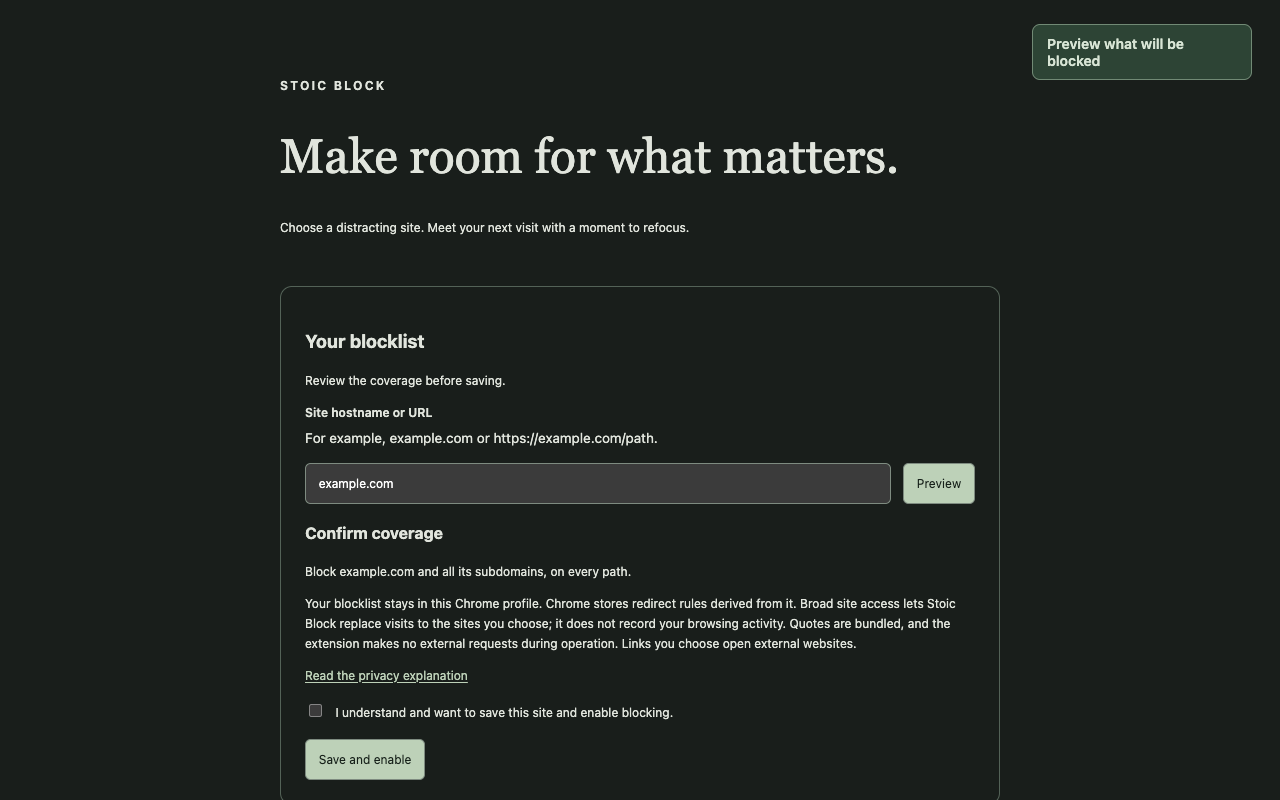 Preview what will be
blocked
STOIC BLOCK
Make room for what matters.
Choose a distracting site. Meet your next visit with a moment to refocus.
Your blocklist
Review the coverage before saving.
Site hostname or URL
For example, example.com or https://example.com/path.
example.com
Preview
Confirm coverage
Block example.com and all its subdomains, on every path.
Your blocklist stays in this Chrome profile. Chrome stores redirect rules derived from it. Broad site access lets Stoic
Block replace visits to the sites you choose; it does not record your browsing activity. Quotes are bundled, and the
extension makes no external requests during operation. Links you choose open external websites.
Read the privacy explanation
I understand and want to save this site and enable blocking.
Save and enable